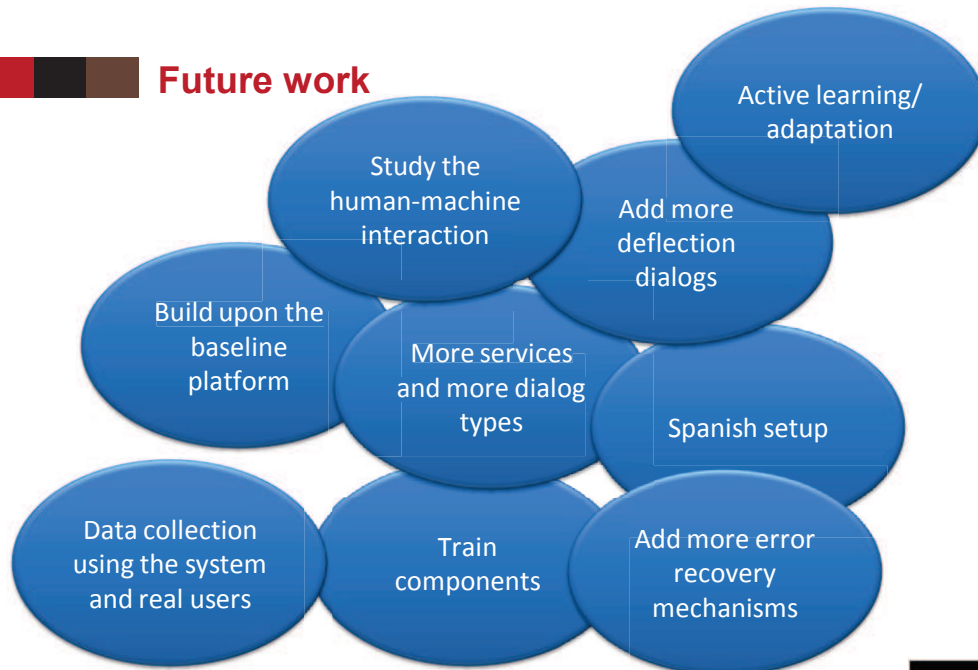 Future work
Active learning/
adaptation
Study the
human-machine
interaction
Add more
deflection
dialogs
Build upon the
baseline
platform
More services
and more dialog
types
Spanish setup
Data collection
using the system
and real users
Train
components
Add more error
recovery
mechanisms